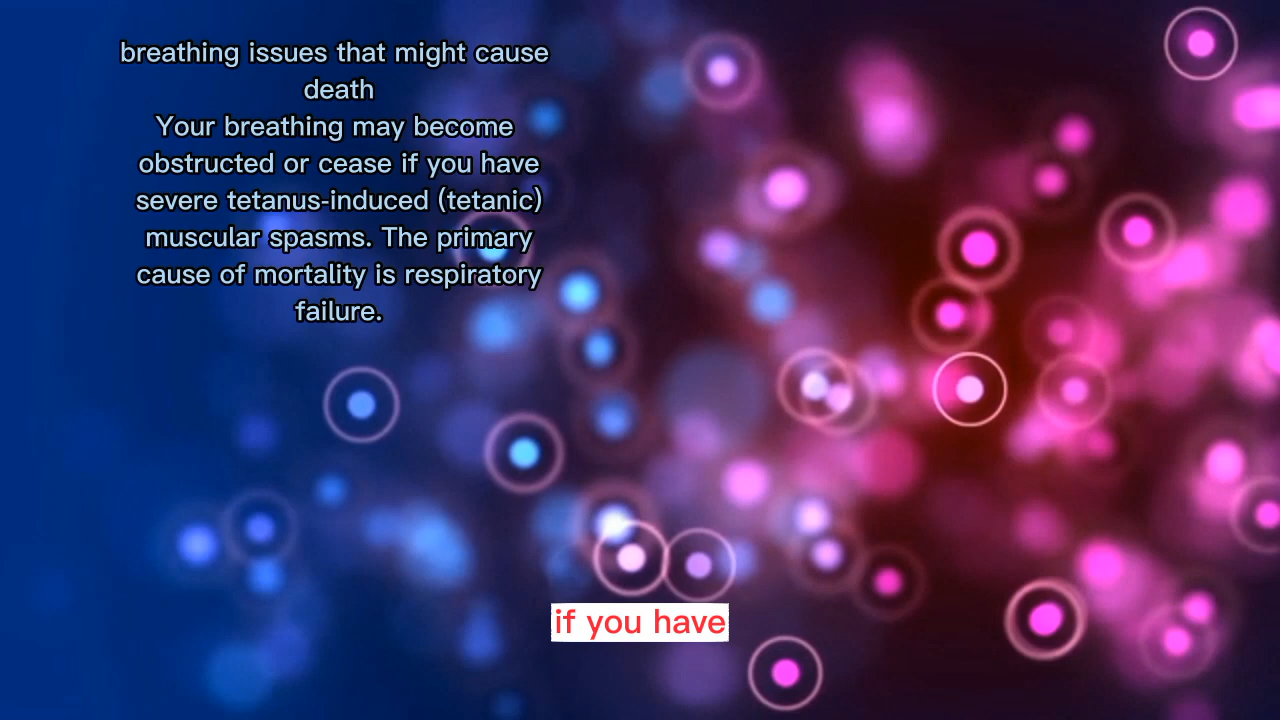 breathing issues that might cause
death
Your breathing may become
obstructed or cease if you have
severe tetanus-induced (tetanic)
muscular spasms. The primary
cause of mortality is respiratory
failure.
if you have